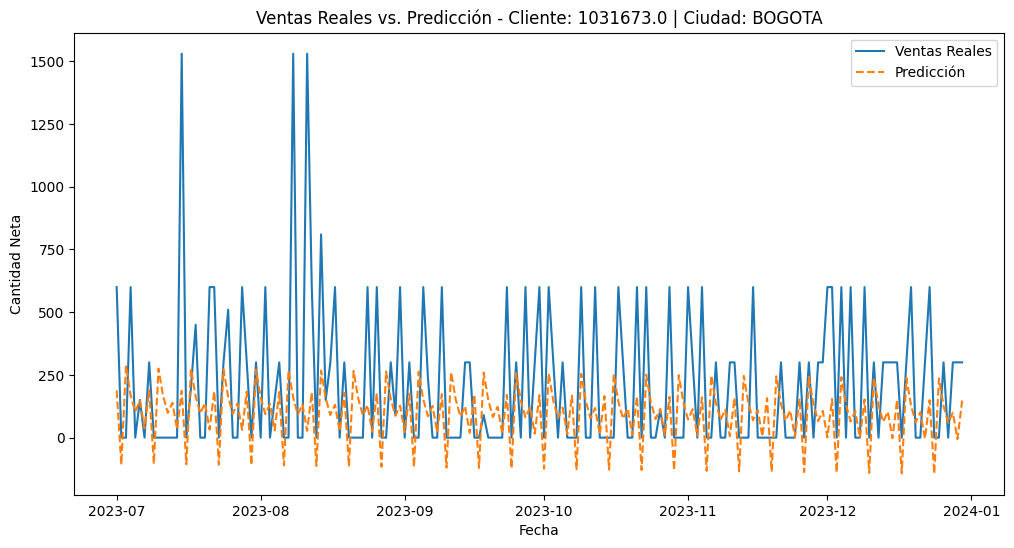 Ventas Reales vs. Predicción - Cliente: 1031673.0 | Ciudad: BOGOTA
Ventas Reales
Predicción
Cantidad Neta
1500
1250
1000
750
500
250
0
2023-07
2023-08
2023-09
2023-10
2023-11
2023-12
2024-01
Fecha